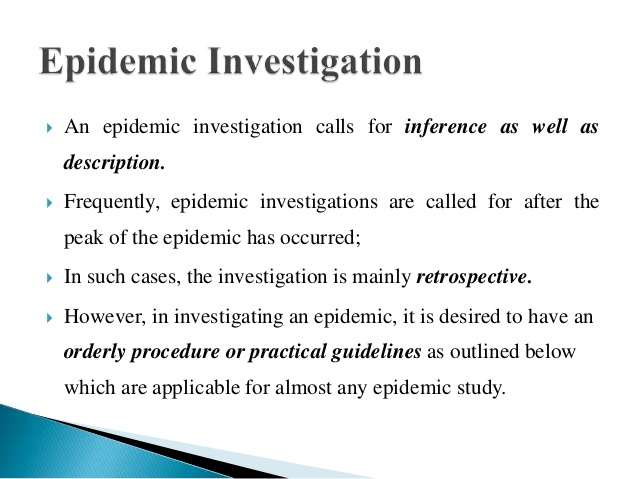 Epidemic Investigation
An epidemic investigation calls for inference as well as
description.
Frequently, epidemic investigations are called for after the
peak of the epidemic has occurred;
In such cases, the investigation is mainly retrospective.
However, in investigating an epidemic, it is desired to have an
orderly procedure or practical guidelines as outlined below
which are applicable for almost any epidemic study.